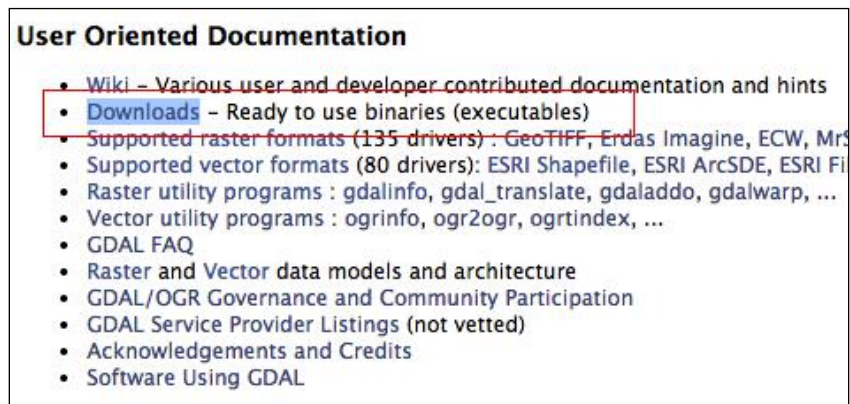 User Oriented Documentation
• Wiki – Various user and developer contributed documentation and hints
• Downloads – Ready to use binaries (executables)
• Supported raster formats (135 drivers) : GeoTIFF, Erdas Imagine, ECW, MrS
• Supported vector formats (80 drivers): ESRI Shapefile, ESRI ArcSDE, ESRI Fi
• Raster utility programs : gdalinfo, gdal_translate, gdaladdo, gdalwarp, ...
• Vector utility programs : ogrinfo, ogr2ogr, ogrtindex, ...
• GDAL FAQ
• Raster and Vector data models and architecture
• GDAL/OGR Governance and Community Participation
• GDAL Service Provider Listings (not vetted)
• Acknowledgements and Credits
• Software Using GDAL